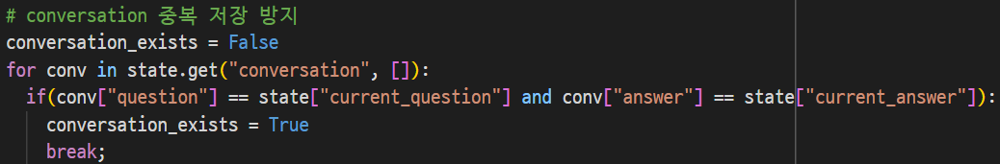 # conversation 중복 저장 방지
conversation_exists = False
for conv in state.get("conversation", []):
  if(conv["question"] == state["current_question"] and conv["answer"] == state["current_answer"]):
    conversation_exists = True
    break;